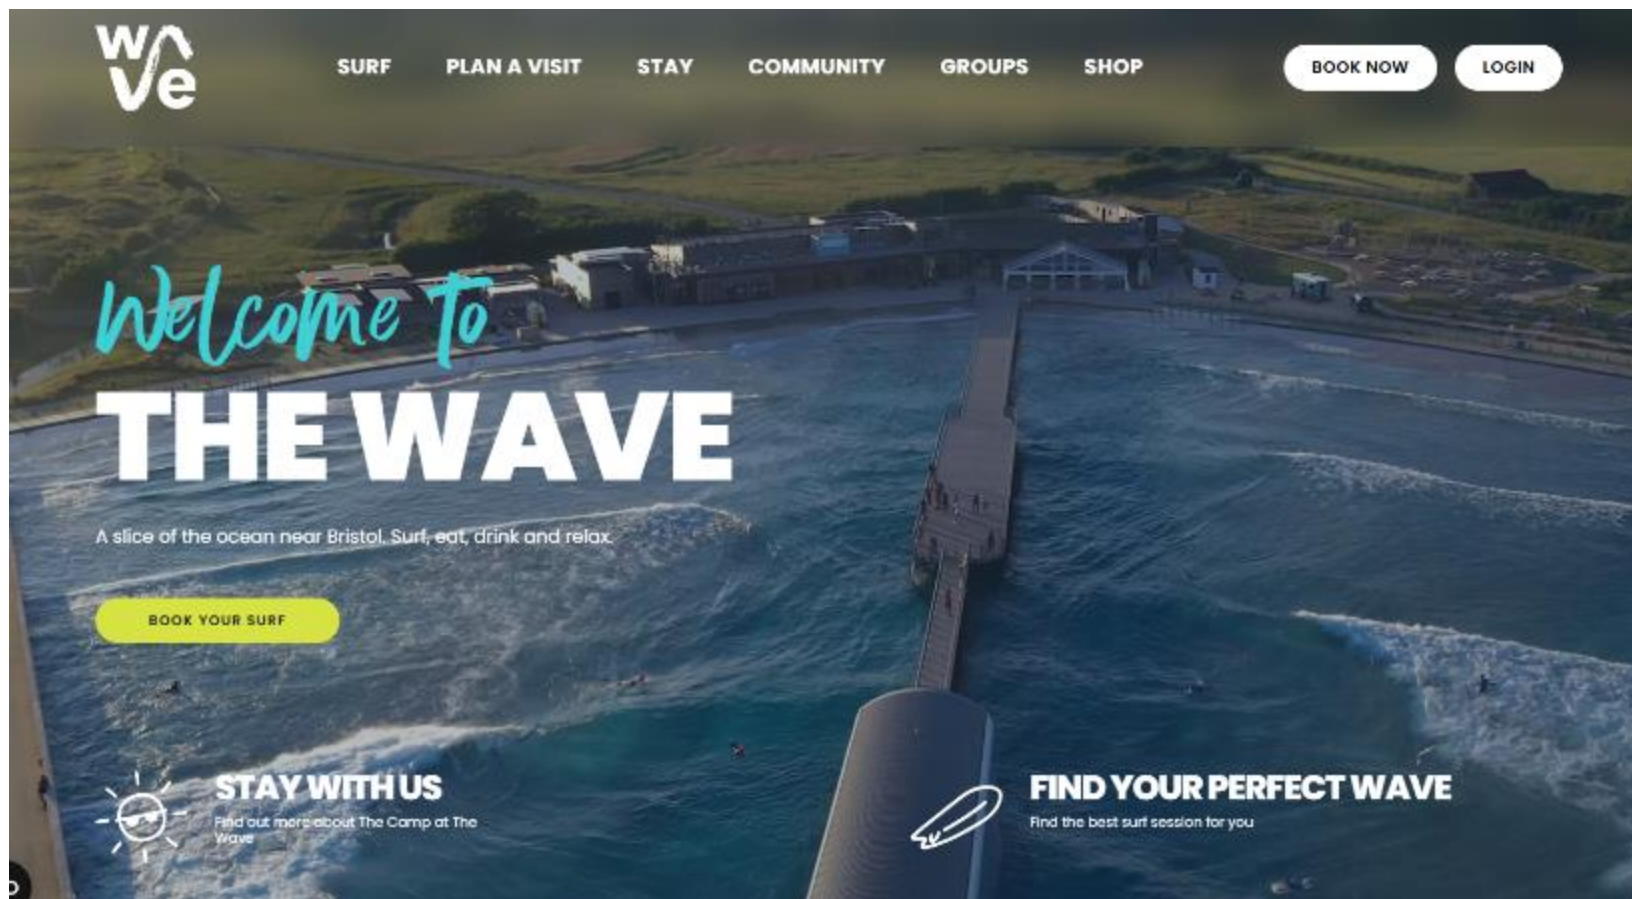 wave
SURF
PLAN A VISIT
STAY
COMMUNITY
GROUPS
SHOP
BOOK NOW
LOGIN
Welcome To
THE WAVE
A slice of the ocean near Bristol. Surf, eat, drink and relax.
BOOK YOUR SURF
STAY WITH US
Find out more about The Camp at The
Wave
FIND YOUR PERFECT WAVE
Find the best surf session for you